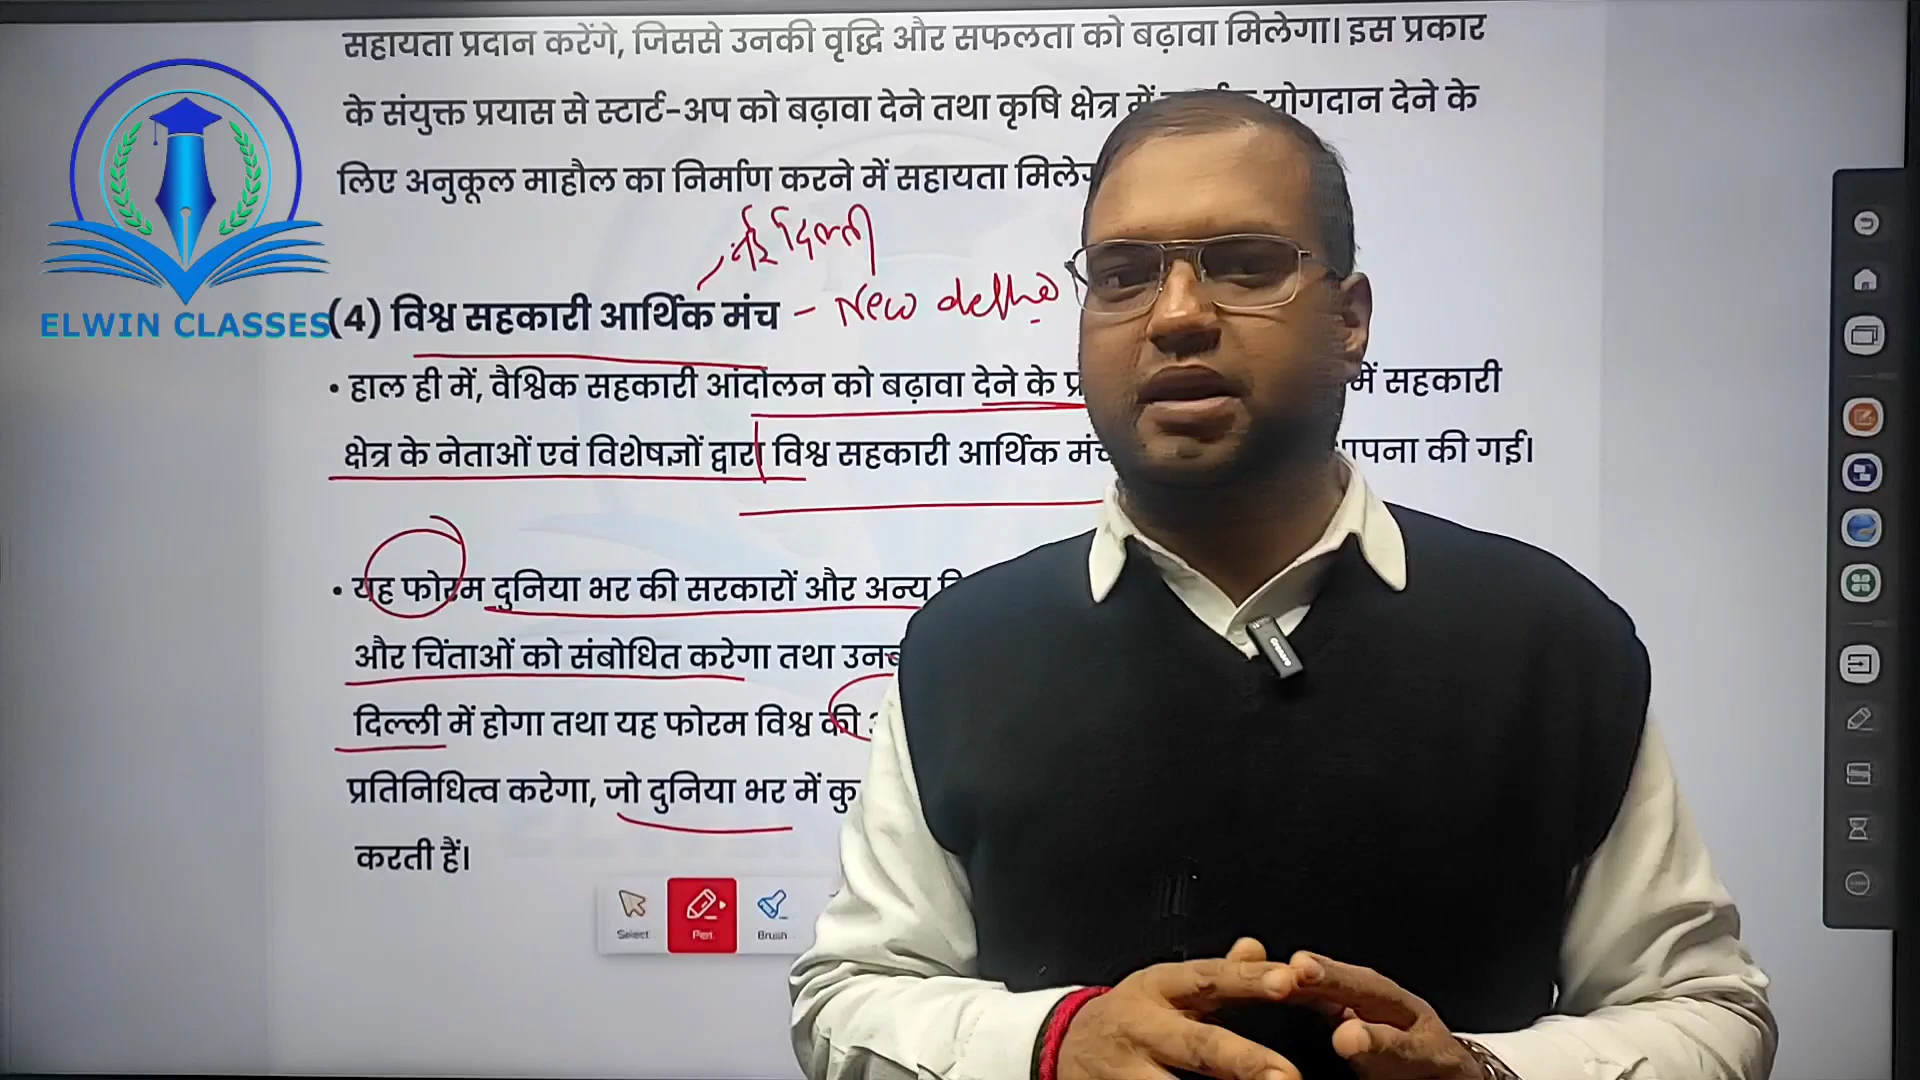 सहायता प्रदान करेंगे, जिससे उनकी वृद्धि और सफलता को बढ़ावा मिलेगा। इस प्रकार
के संयुक्त प्रयास से स्टार्ट-अप को बढ़ावा देने तथा कृषि क्षेत्र में योगदान देने के
लिए अनुकूल माहौल का निर्माण करने में सहायता
नई दिल्ली
(4) विश्व सहकारी आर्थिक मंच - New delhi
ELWIN CLASSES
• हाल ही में, वैश्विक सहकारी आंदोलन को बढ़ावा देने के में सहकारी
क्षेत्र के नेताओं एवं विशेषज्ञों द्वारा विश्व सहकारी आर्थिक मंच की गई।
• यह फोरम दुनिया भर की सरकारों और अन्य
और चिंताओं को संबोधित करेगा तथा
दिल्ली में होगा तथा यह फोरम विश्व की
प्रतिनिधित्व करेगा, जो दुनिया भर में
करती हैं।
Select Pen Brush